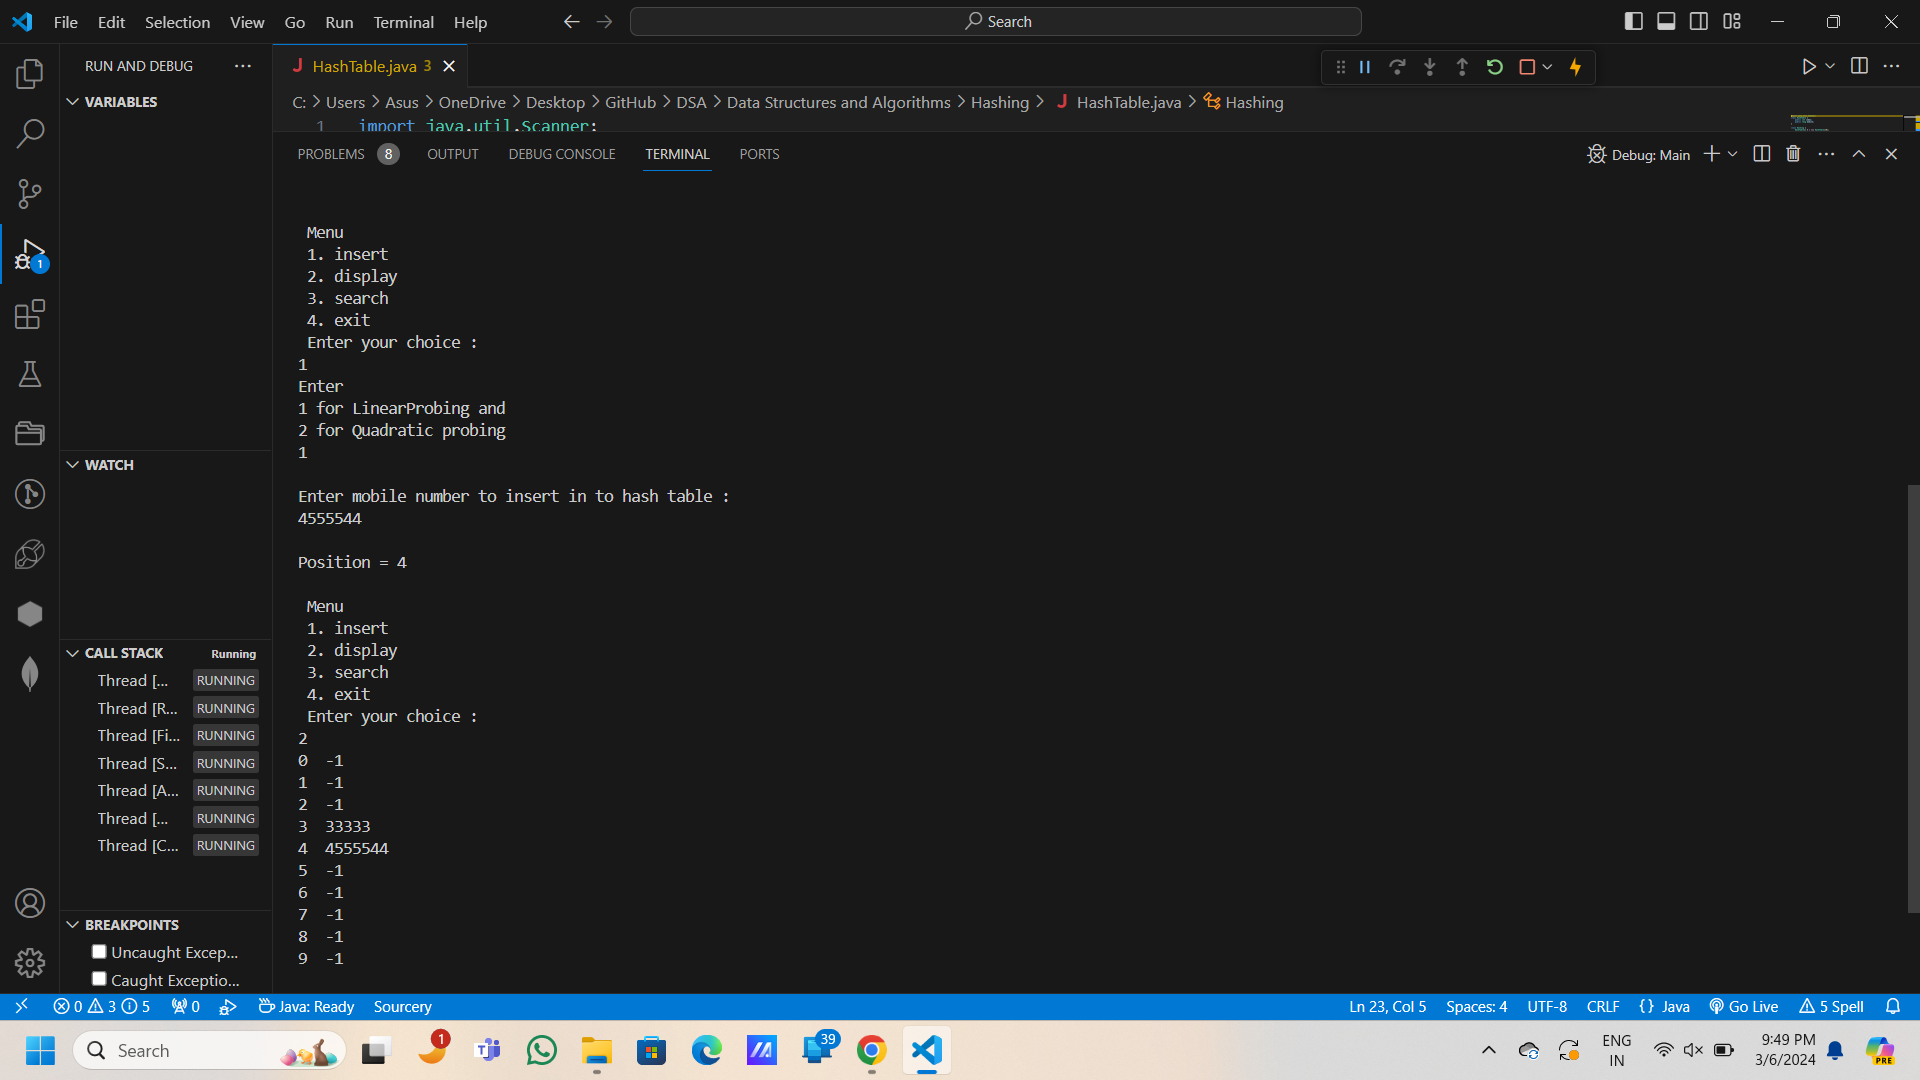 File Edit Selection View Go Run Terminal Help
Search
RUN AND DEBUG
HashTable.java 3
VARIABLES
C: > Users > Asus > OneDrive > Desktop > GitHub > DSA > Data Structures and Algorithms > Hashing > J HashTable.java > Hashing
1 import java.util.Scanner;
PROBLEMS 8 OUTPUT DEBUG CONSOLE TERMINAL PORTS
Debug: Main
Menu
1. insert
2. display
3. search
4. exit
Enter your choice :
1
Enter
1 for LinearProbing and
2 for Quadratic probing
1
Enter mobile number to insert in to hash table :
4555544
Position = 4
Menu
1. insert
2. display
3. search
4. exit
Enter your choice :
2
0 -1
1 -1
2 -1
3 33333
4 4555544
5 -1
6 -1
7 -1
8 -1
9 -1
1
WATCH
CALL STACK Running
Thread [... RUNNING
Thread [R... RUNNING
Thread [Fi... RUNNING
Thread [S... RUNNING
Thread [A... RUNNING
Thread [... RUNNING
Thread [C... RUNNING
BREAKPOINTS
Uncaught Excep...
Caught Exceptio...
0 3 5 0 Java: Ready Sourcery
Ln 23, Col 5 Spaces: 4 UTF-8 CRLF {} Java Go Live 5 Spell
Search
1
39
ENG
IN
9:49 PM
3/6/2024
PRE